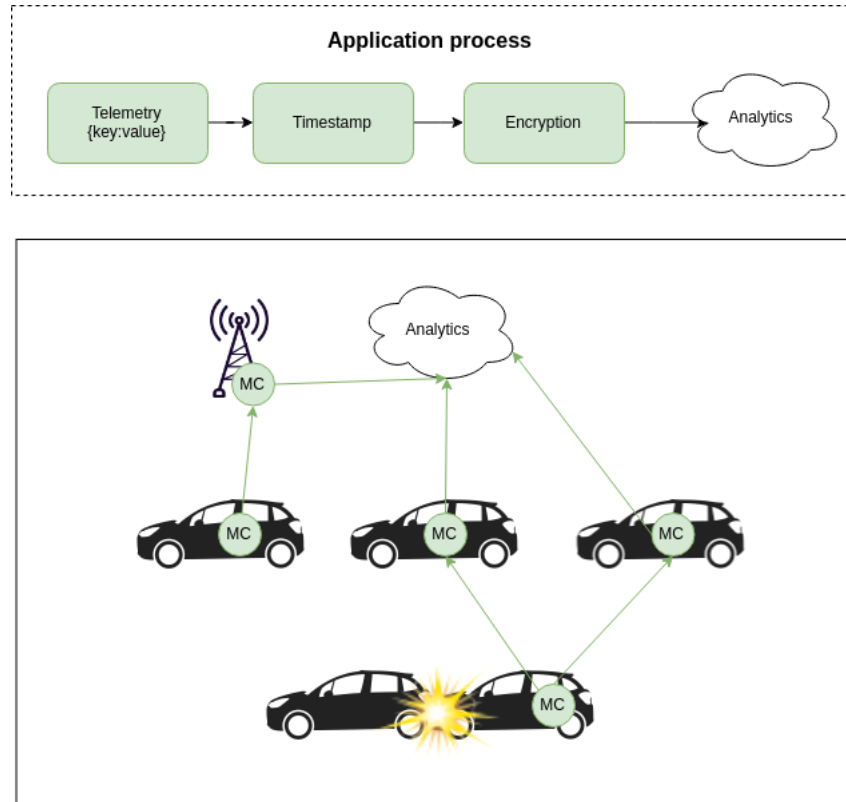 Application process
Telemetry
{key:value}
Timestamp
Encryption
Analytics
Analytics
MC
MC
MC
MC
MC